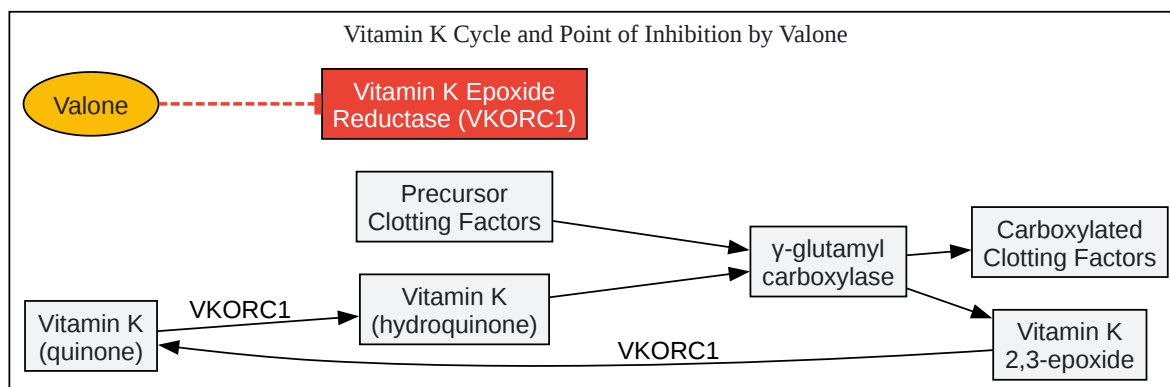 Vitamin K Cycle and Point of Inhibition by Valone
Valone
Vitamin K Epoxide
Reductase (VKORC1)
Precursor
Clotting Factors
γ-glutamyl
carboxylase
Carboxylated
Clotting Factors
Vitamin K
(quinone)
VKORC1
Vitamin K
(hydroquinone)
VKORC1
Vitamin K
2,3-epoxide